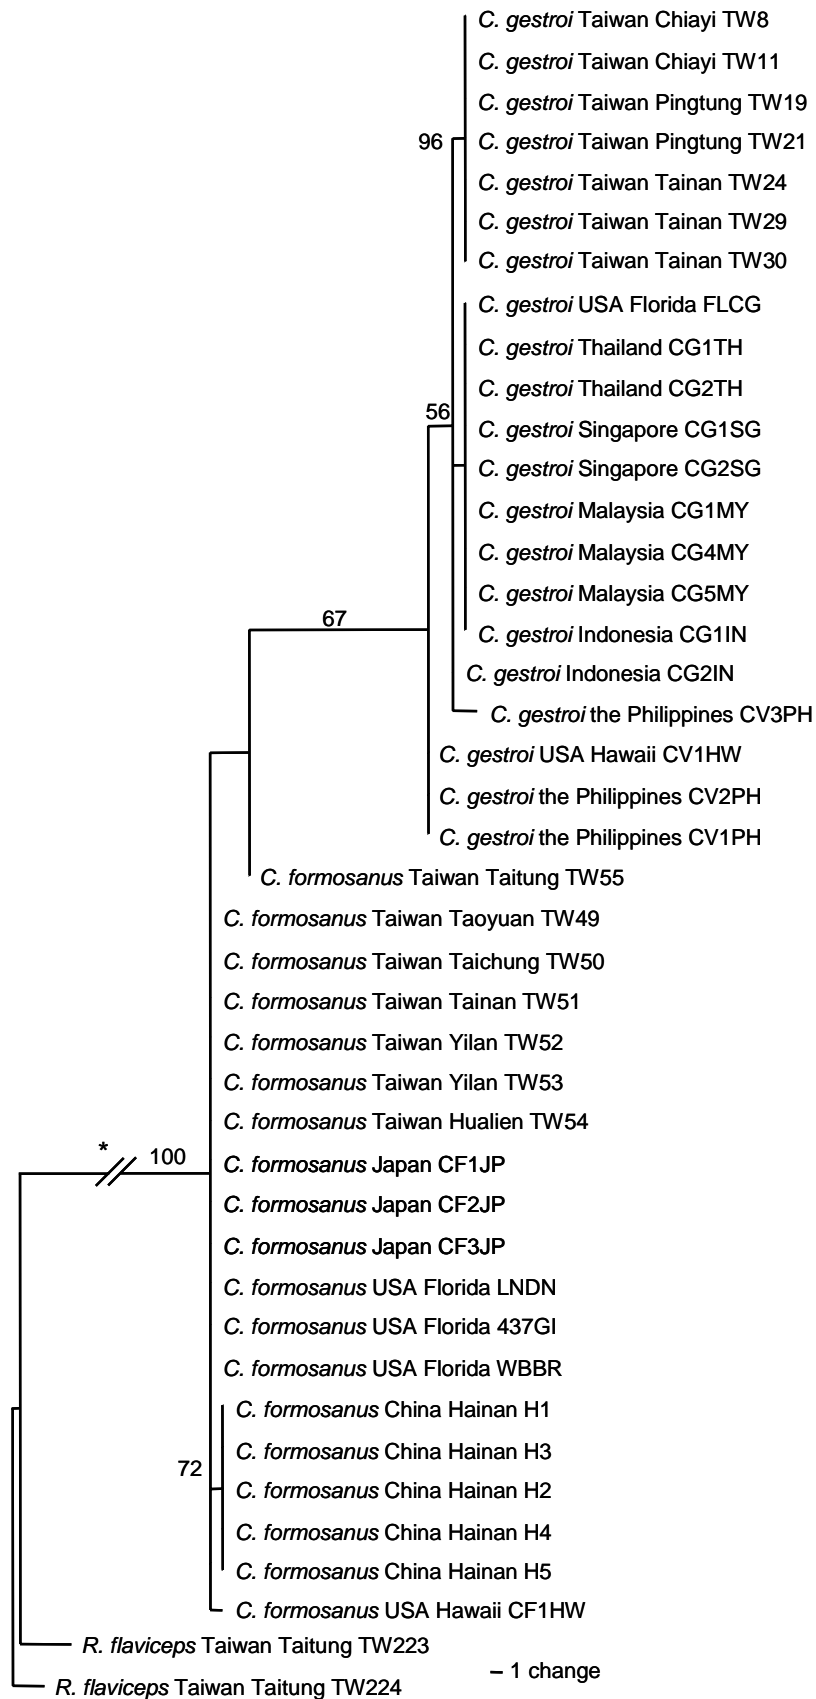 C. gestroi Taiwan Chiayi TW8
C. gestroi Taiwan Chiayi TW11
C. gestroi Taiwan Pingtung TW19
96
C. gestroi Taiwan Pingtung TW21
C. gestroi Taiwan Tainan TW24
C. gestroi Taiwan Tainan TW29
C. gestroi Taiwan Tainan TW30
C. gestroi USA Florida FLCG
C. gestroi Thailand CG1TH
C. gestroi Thailand CG2TH
56
C. gestroi Singapore CG1SG
C. gestroi Singapore CG2SG
C. gestroi Malaysia CG1MY
C. gestroi Malaysia CG4MY
C. gestroi Malaysia CG5MY
67
C. gestroi Indonesia CG1IN
C. gestroi Indonesia CG2IN
C. gestroi the Philippines CV3PH
C. gestroi USA Hawaii CV1HW
C. gestroi the Philippines CV2PH
C. gestroi the Philippines CV1PH
C. formosanus Taiwan Taitung TW55
C. formosanus Taiwan Taoyuan TW49
C. formosanus Taiwan Taichung TW50
C. formosanus Taiwan Tainan TW51
C. formosanus Taiwan Yilan TW52
C. formosanus Taiwan Yilan TW53
C. formosanus Taiwan Hualien TW54
*
100
C. formosanus Japan CF1JP
C. formosanus Japan CF2JP
C. formosanus Japan CF3JP
C. formosanus USA Florida LNDN
C. formosanus USA Florida 437GI
C. formosanus USA Florida WBBR
C. formosanus China Hainan H1
C. formosanus China Hainan H3
72
C. formosanus China Hainan H2
C. formosanus China Hainan H4
C. formosanus China Hainan H5
C. formosanus USA Hawaii CF1HW
R. flaviceps Taiwan Taitung TW223
– 1 change
R. flaviceps Taiwan Taitung TW224